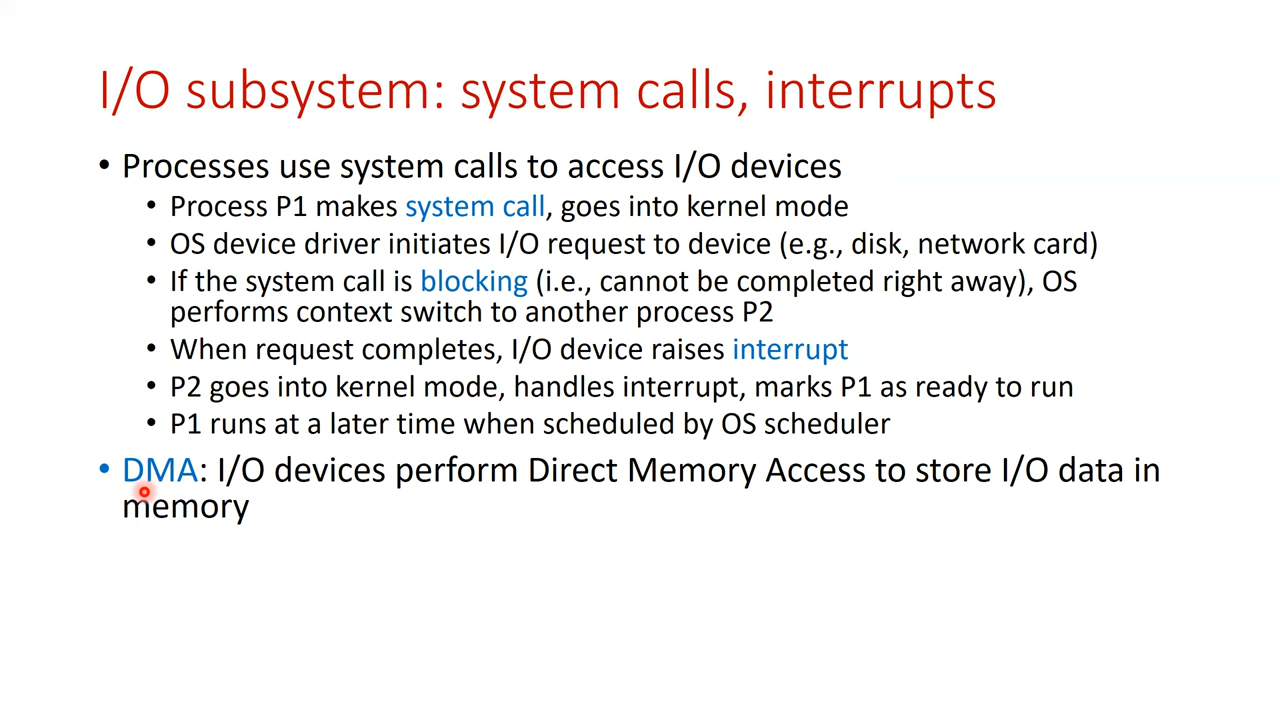 I/O subsystem: system calls, interrupts
• Processes use system calls to access I/O devices
• Process P1 makes system call, goes into kernel mode
• OS device driver initiates I/O request to device (e.g., disk, network card)
• If the system call is blocking (i.e., cannot be completed right away), OS
performs context switch to another process P2
• When request completes, I/O device raises interrupt
• P2 goes into kernel mode, handles interrupt, marks P1 as ready to run
• P1 runs at a later time when scheduled by OS scheduler
• DMA: I/O devices perform Direct Memory Access to store I/O data in
memory